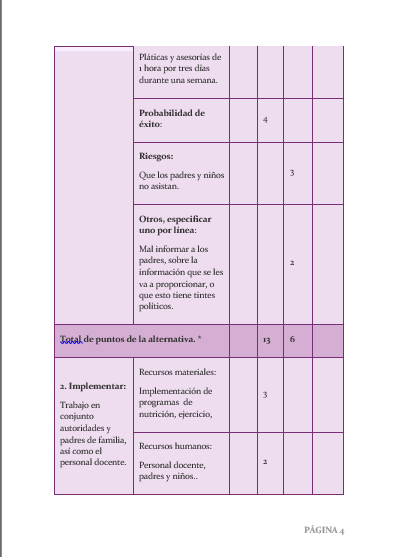 Pláticas y asesorías de
1 hora por tres días
durante una semana.
Probabilidad de
éxito:
4
Riesgos:
Que los padres y niños
no asistan.
3
Otros, especificar
uno por línea:
Mal informar a los
padres, sobre la
información que se les
va a proporcionar, o
que esto tiene tintes
políticos.
2
Total de puntos de la alternativa. * 13 6
2. Implementar:
Trabajo en
conjunto
autoridades y
padres de familia,
así como el
personal docente.
Recursos materiales:
Implementación de
programas de
nutrición, ejercicio,
3
Recursos humanos:
Personal docente,
padres y niños..
2
PÁGINA 4